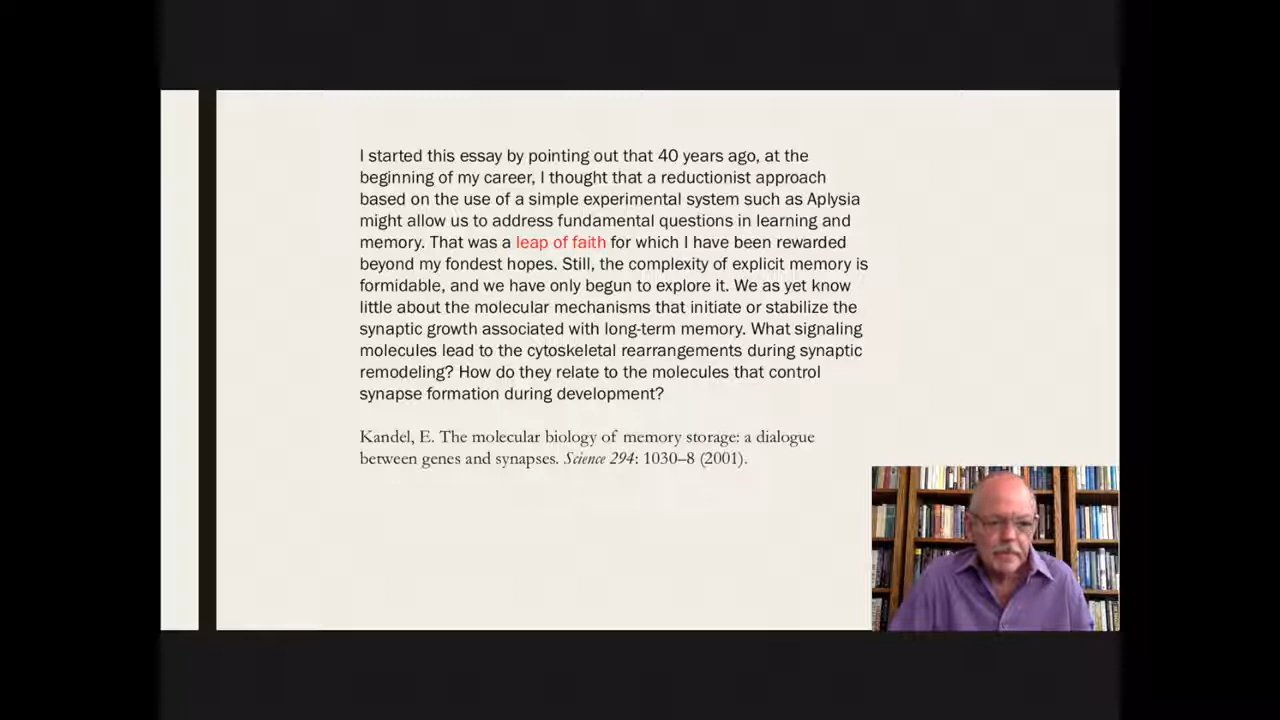 I started this essay by pointing out that 40 years ago, at the
beginning of my career, I thought that a reductionist approach
based on the use of a simple experimental system such as Aplysia
might allow us to address fundamental questions in learning and
memory. That was a leap of faith for which I have been rewarded
beyond my fondest hopes. Still, the complexity of explicit memory is
formidable, and we have only begun to explore it. We as yet know
little about the molecular mechanisms that initiate or stabilize the
synaptic growth associated with long-term memory. What signaling
molecules lead to the cytoskeletal rearrangements during synaptic
remodeling? How do they relate to the molecules that control
synapse formation during development?
Kandel, E. The molecular biology of memory storage: a dialogue
between genes and synapses. Science 294: 1030–8 (2001).